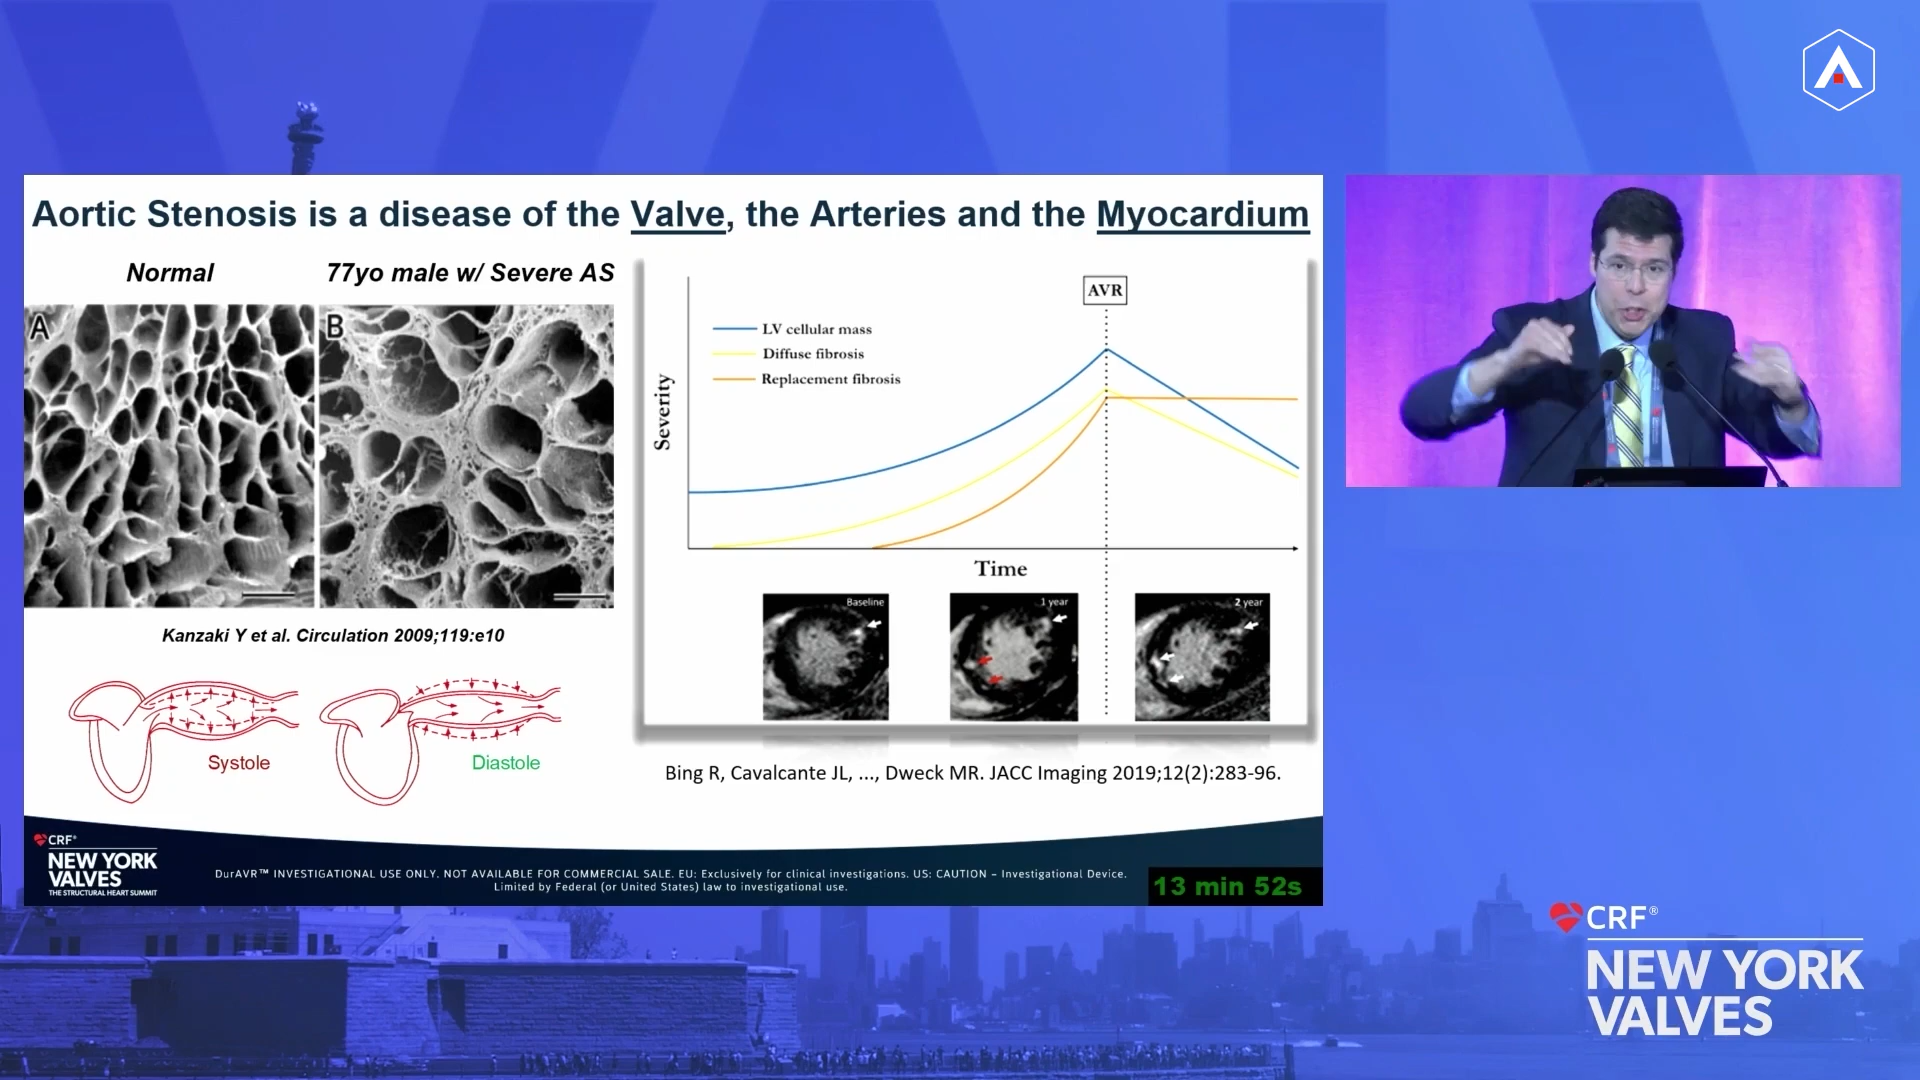 Aortic Stenosis is a disease of the Valve, the Arteries and the Myocardium
Normal
77yo male w/ Severe AS
A
B
Kanzaki Y et al. Circulation 2009;119:e10
Systole
Diastole
AVR
LV cellular mass
Diffuse fibrosis
Replacement fibrosis
Severity
Time
Baseline
1 year
2 year
Bing R, Cavalcante JL, ..., Dweck MR. JACC Imaging 2019;12(2):283-96.
CRF®
NEW YORK
VALVES
THE STRUCTURAL HEART SUMMIT
DurAVR™ INVESTIGATIONAL USE ONLY. NOT AVAILABLE FOR COMMERCIAL SALE. EU: Exclusively for clinical investigations. US: CAUTION – Investigational Device.
Limited by Federal (or United States) law to investigational use.
13 min 52s
CRF®
NEW YORK
VALVES